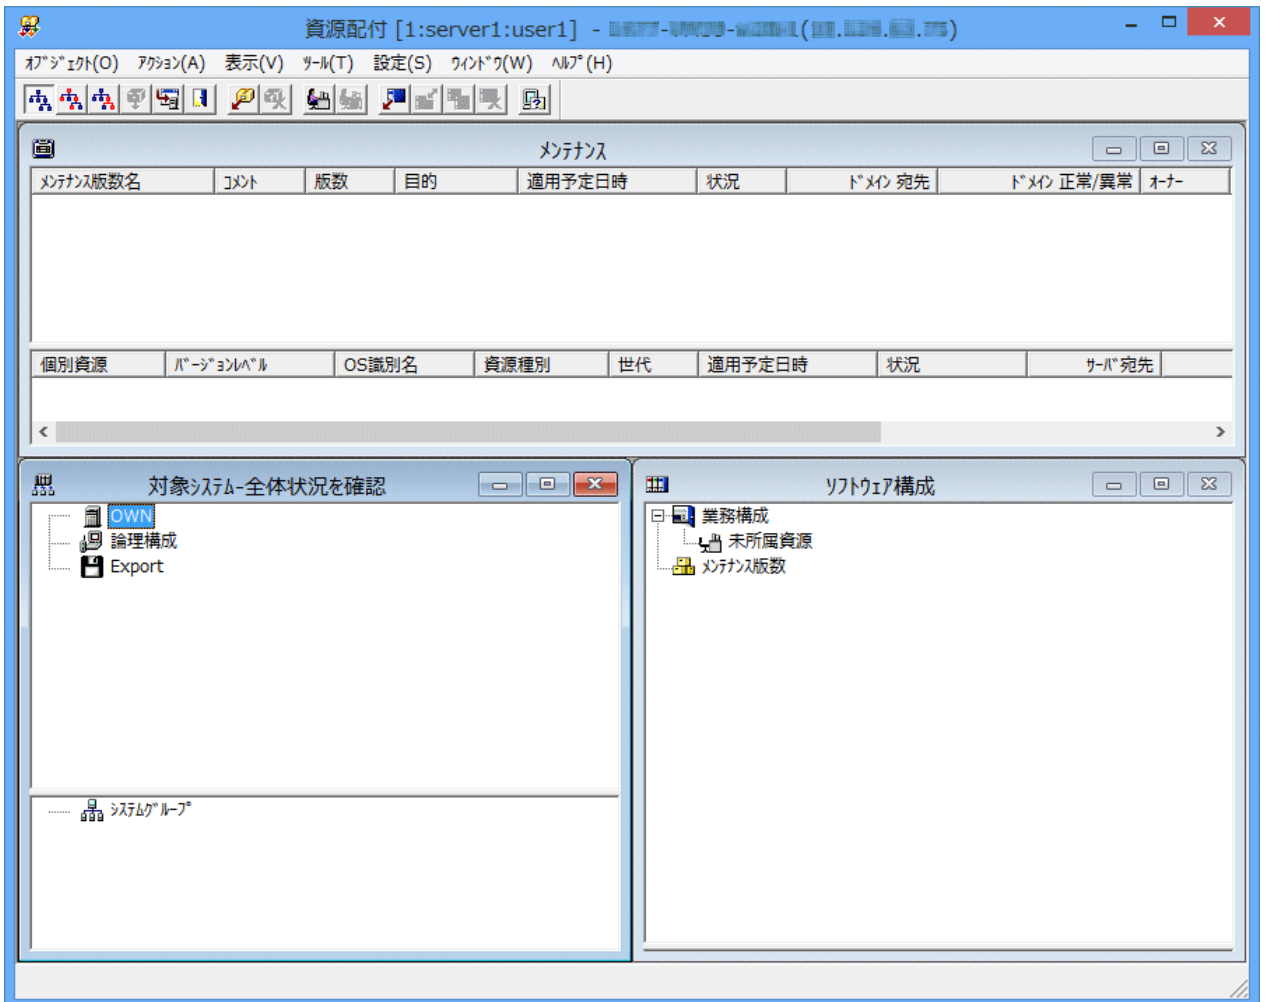 資源配付 [1:server1:user1] -
ｵﾌﾞｼﾞｪｸﾄ(O) ｱｸｼｮﾝ(A) 表示(V) ﾂｰﾙ(T) 設定(S) ｳｨﾝﾄﾞｳ(W) ﾍﾙﾌﾟ(H)
ﾒﾝﾃﾅﾝｽ
ﾒﾝﾃﾅﾝｽ版数名 ｺﾒﾝﾄ 版数 目的 適用予定日時 状況 ﾄﾞﾒｲﾝ 宛先 ﾄﾞﾒｲﾝ 正常/異常 ｵｰﾅｰ
個別資源 ﾊﾞｰｼﾞｮﾝﾚﾍﾞﾙ OS識別名 資源種別 世代 適用予定日時 状況 ｻｰﾊﾞ宛先
対象ｼｽﾃﾑ-全体状況を確認
OWN
論理構成
Export
ｼｽﾃﾑｸﾞﾙｰﾌﾟ
ｿﾌﾄｳｪｱ構成
業務構成
未所属資源
ﾒﾝﾃﾅﾝｽ版数